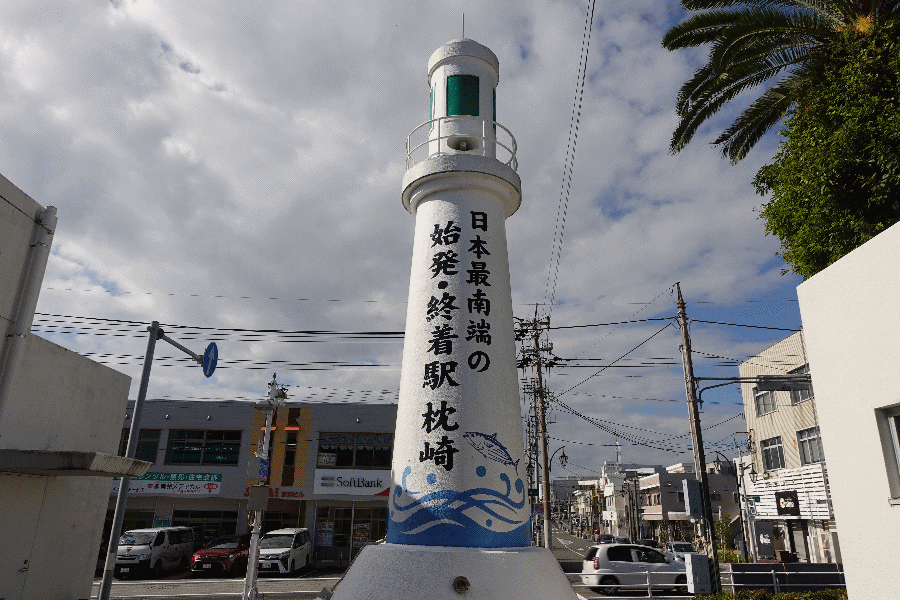 日本最南端の
始発・終着駅 枕崎
SoftBank